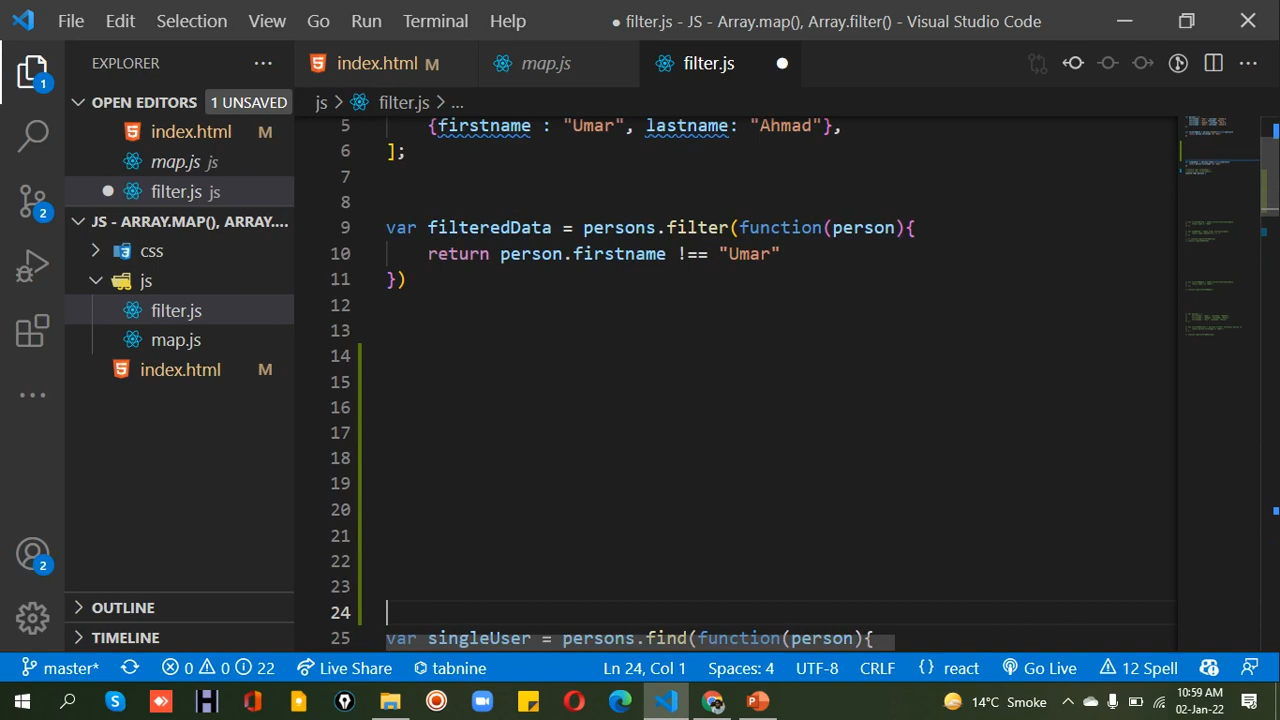 File Edit Selection View Go Run Terminal Help ● filter.js - JS - Array.map(), Array.filter() - Visual Studio Code
EXPLORER ...
index.html M map.js filter.js
OPEN EDITORS 1 UNSAVED
js > filter.js > ...
index.html M
map.js js
filter.js js
JS - ARRAY.MAP(), ARRAY....
css
js
filter.js
map.js
index.html M
OUTLINE
TIMELINE
1
2
2
5 {firstname : "Umar", lastname: "Ahmad"},
6 ];
7
8
9 var filteredData = persons.filter(function(person){
10 return person.firstname !== "Umar"
11 })
12
13
14
15
16
17
18
19
20
21
22
23
24
25 var singleUser = persons.find(function(person){
master* 0 0 22 Live Share tabnine Ln 24, Col 1 Spaces: 4 UTF-8 CRLF {} react Go Live 12 Spell
14°C Smoke 10:59 AM
02-Jan-22